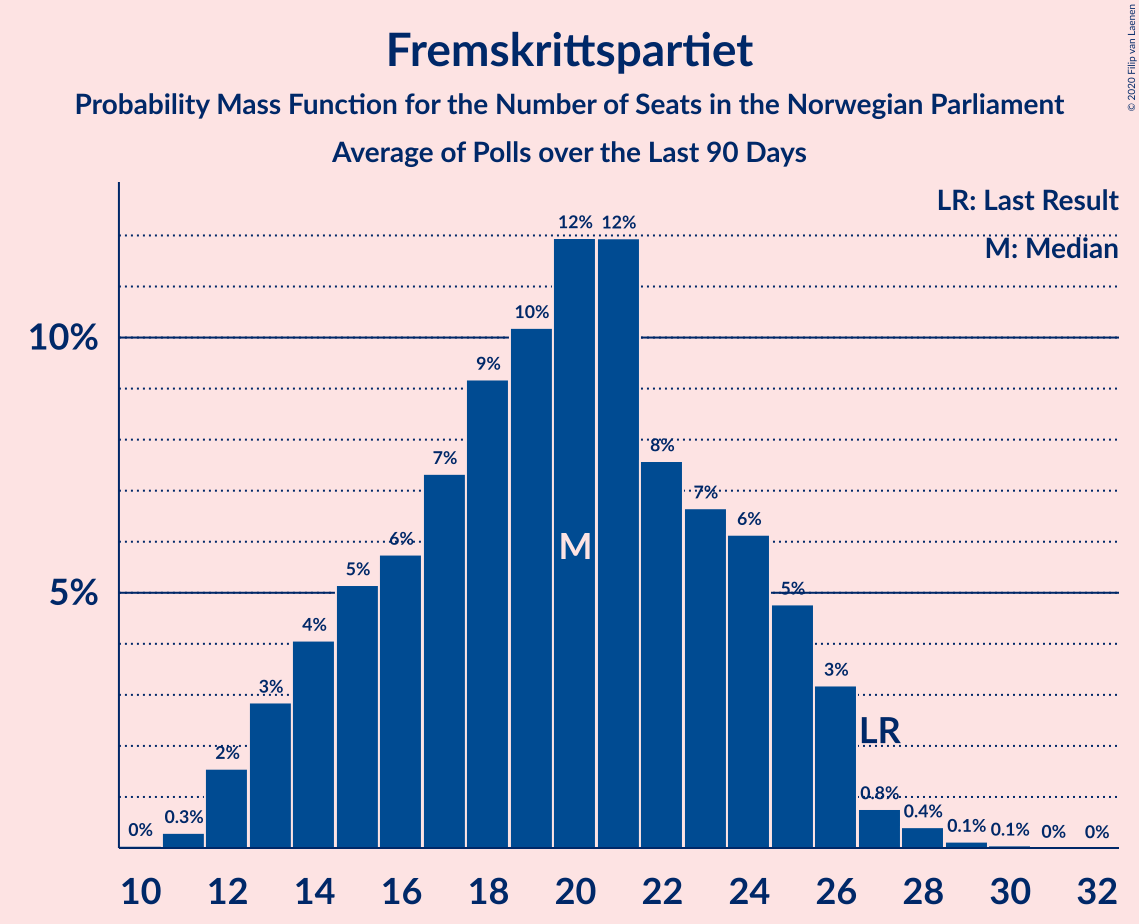 Fremskrittspartiet
Probability Mass Function for the Number of Seats in the Norwegian Parliament
Average of Polls over the Last 90 Days
© 2020 Filip van Laenen
LR: Last Result
M: Median
10%
5%
0%
0.3%
2%
3%
4%
5%
6%
7%
9%
10%
12%
12%
8%
7%
6%
5%
3%
0.8%
0.4%
0.1%
0.1%
0%
0%
M
LR
10 12 14 16 18 20 22 24 26 28 30 32